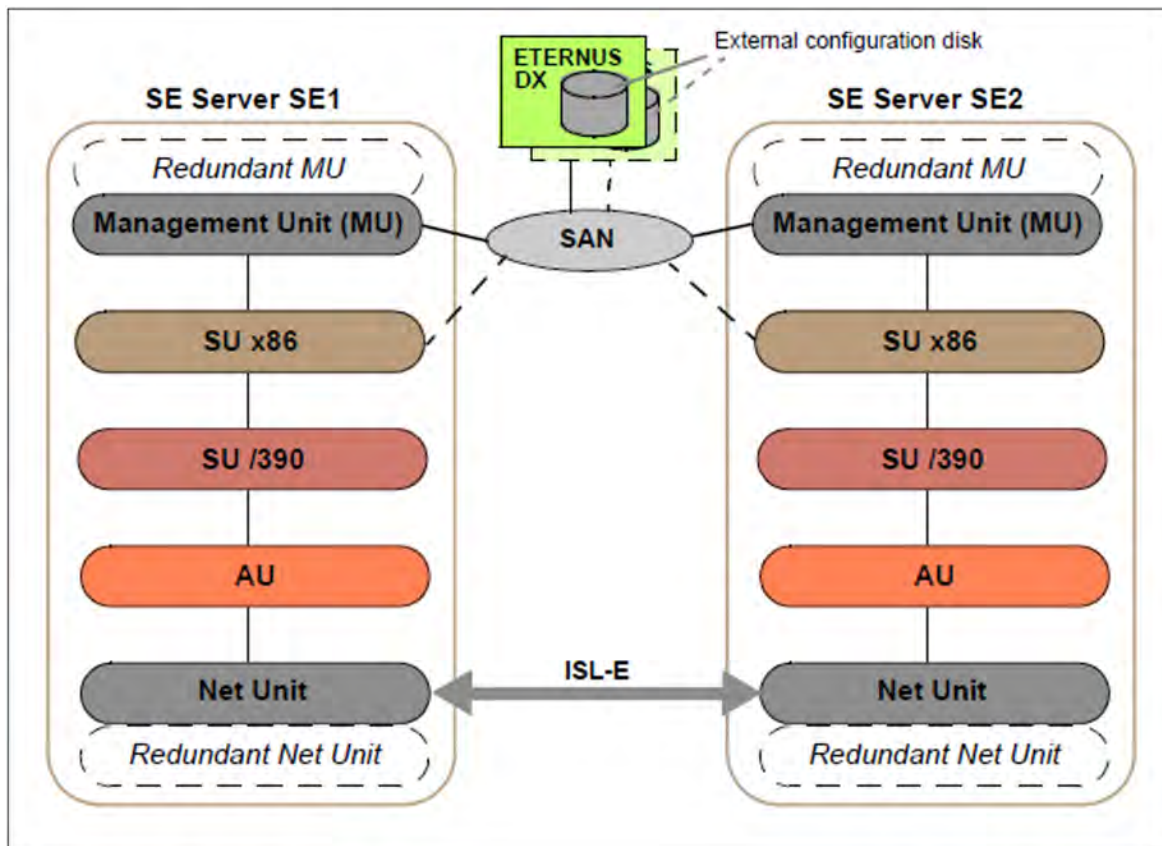 External configuration disk
ETERNUS
DX
SE Server SE1
SE Server SE2
Redundant MU
Redundant MU
Management Unit (MU)
SAN
Management Unit (MU)
SU x86
SU x86
SU /390
SU /390
AU
AU
ISL-E
Net Unit
Net Unit
Redundant Net Unit
Redundant Net Unit